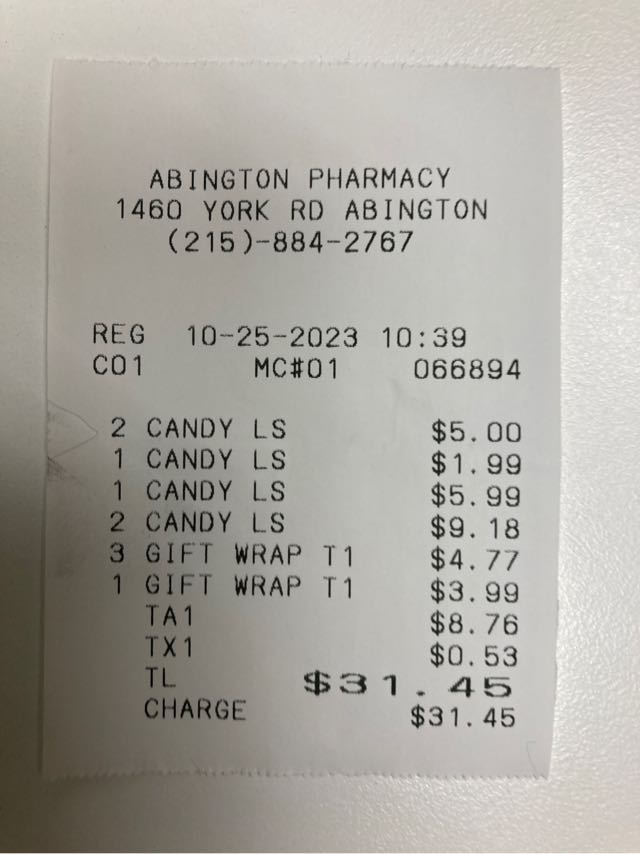 ABINGTON PHARMACY
1460 YORK RD ABINGTON
(215)-884-2767
REG 10-25-2023 10:39
C01 MC#01 066894
2 CANDY LS $5.00
1 CANDY LS $1.99
1 CANDY LS $5.99
2 CANDY LS $9.18
3 GIFT WRAP T1 $4.77
1 GIFT WRAP T1 $3.99
TA1 $8.76
TX1 $0.53
TL $31.45
CHARGE $31.45